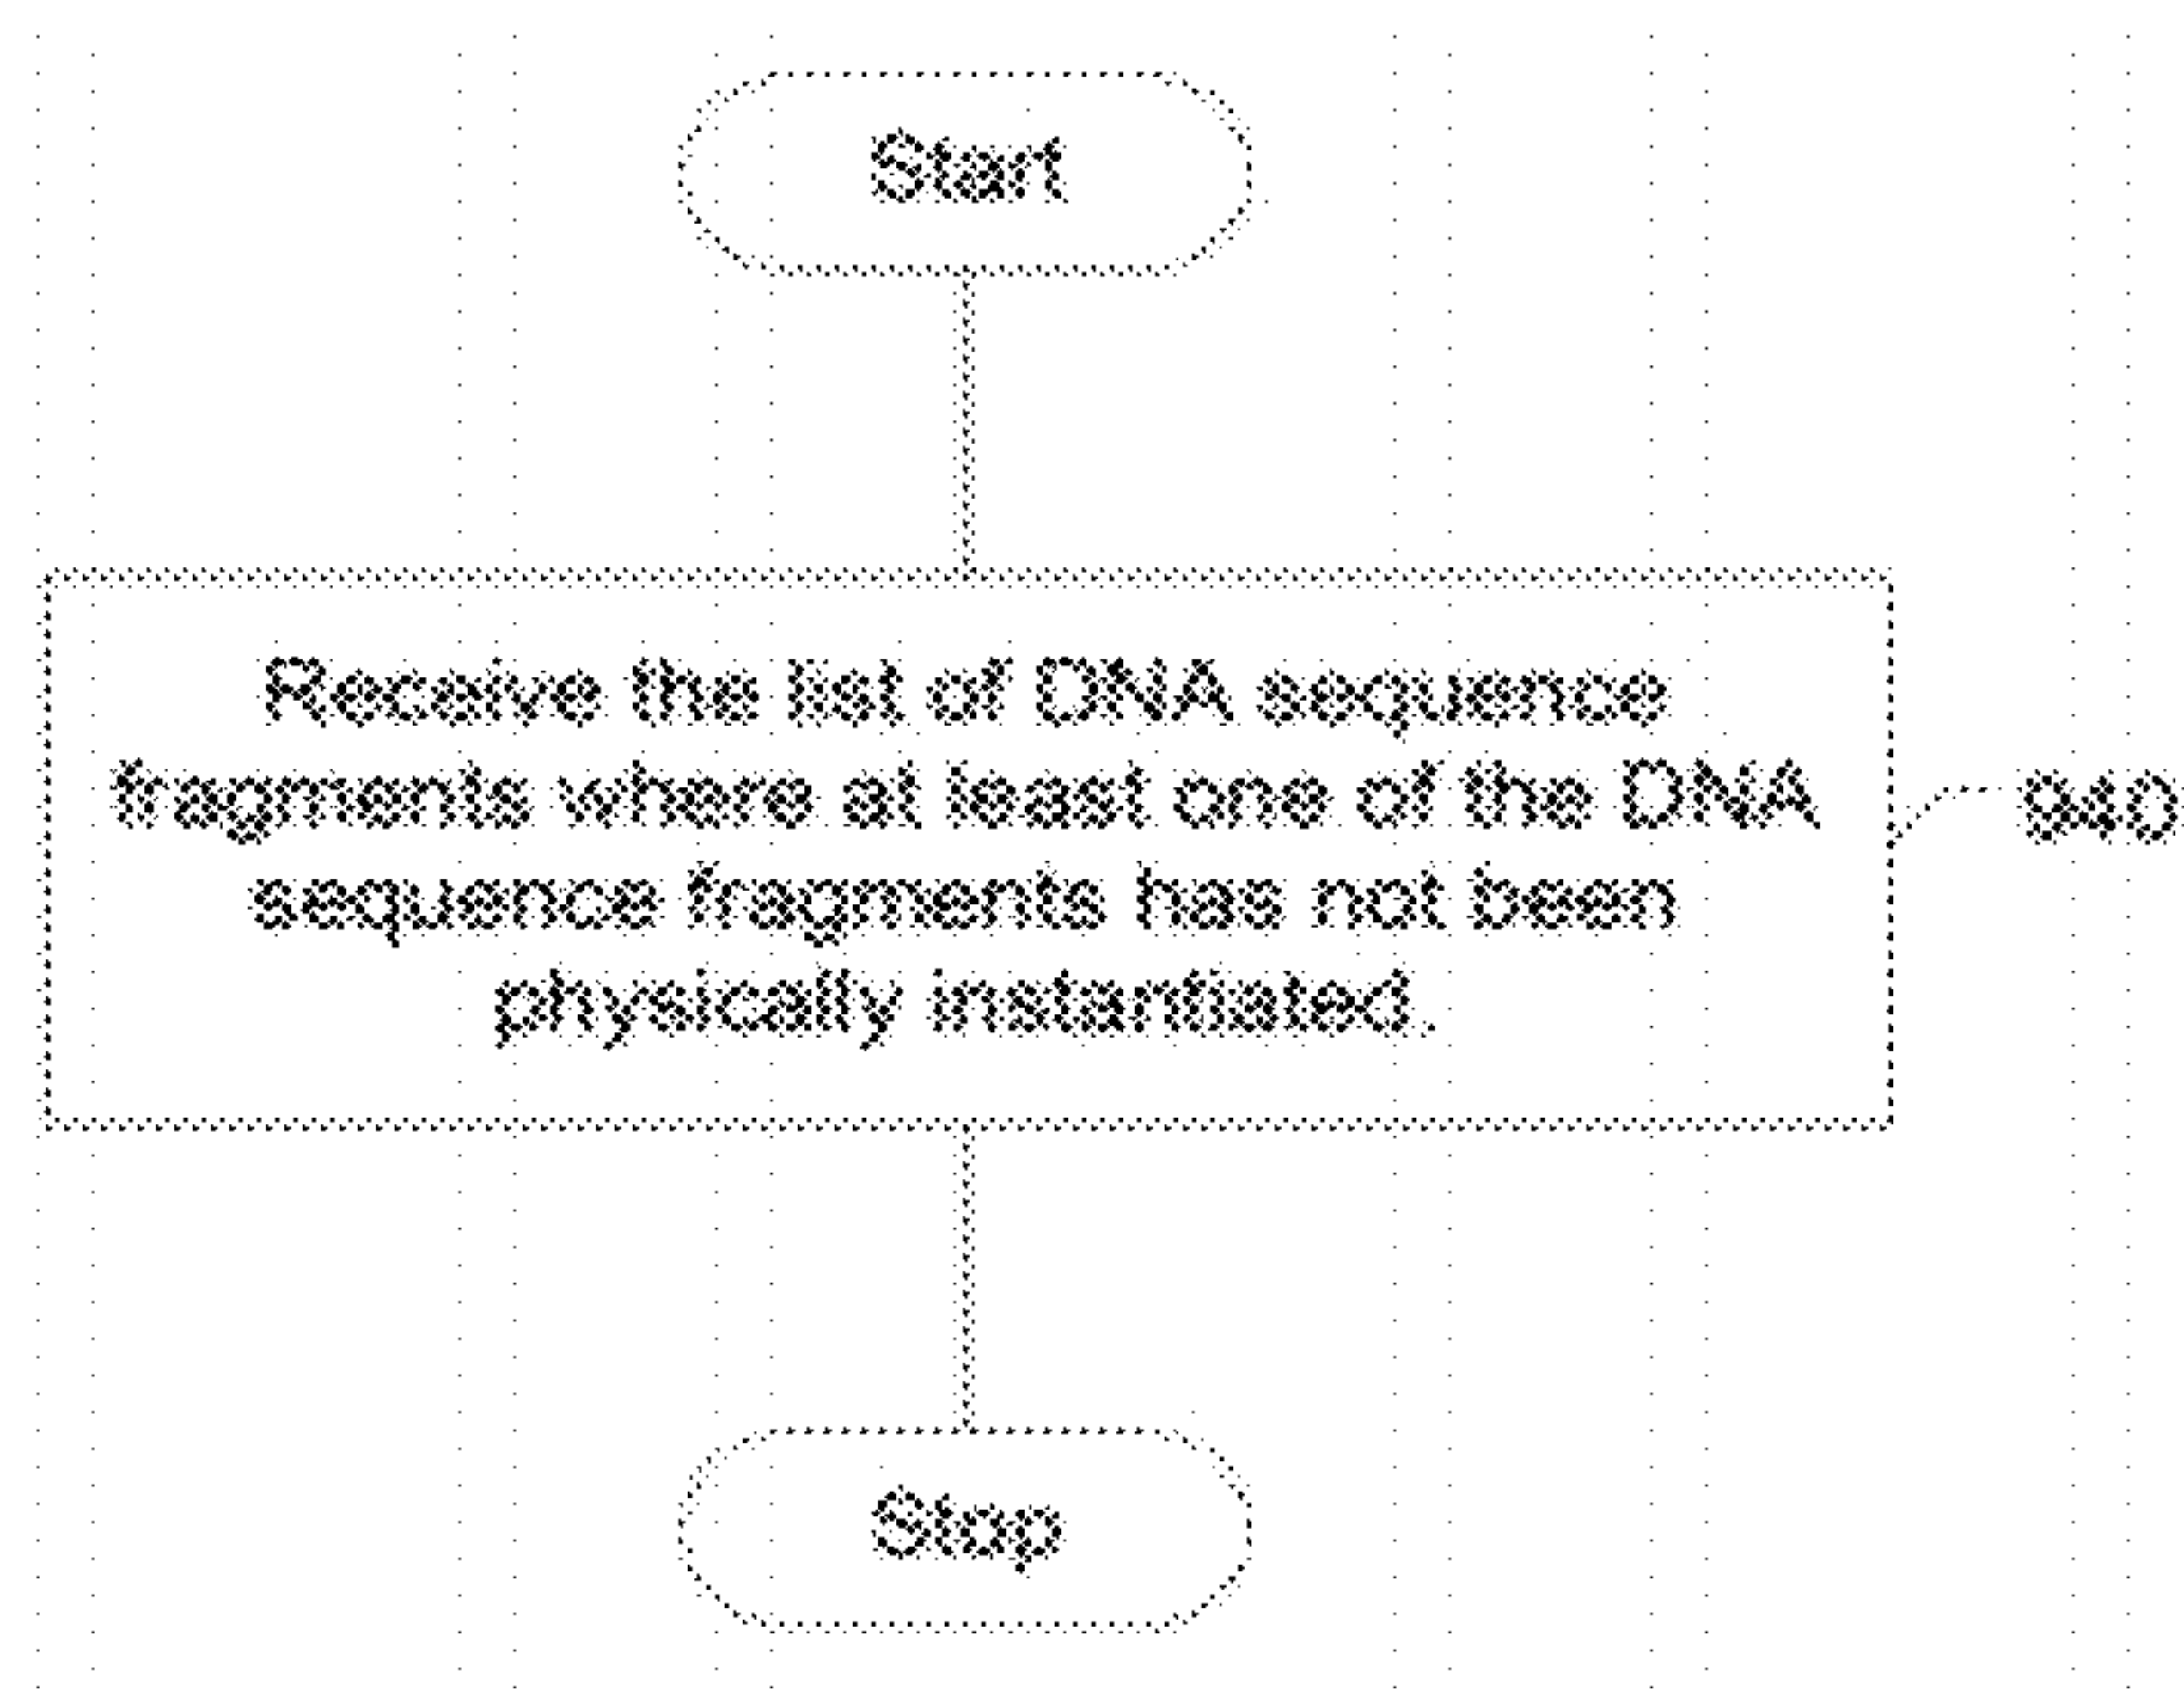 Start
Receive the list of DNA sequence
fragments where at least one of the DNA
sequence fragments has not been
physically instantiated.
Stop